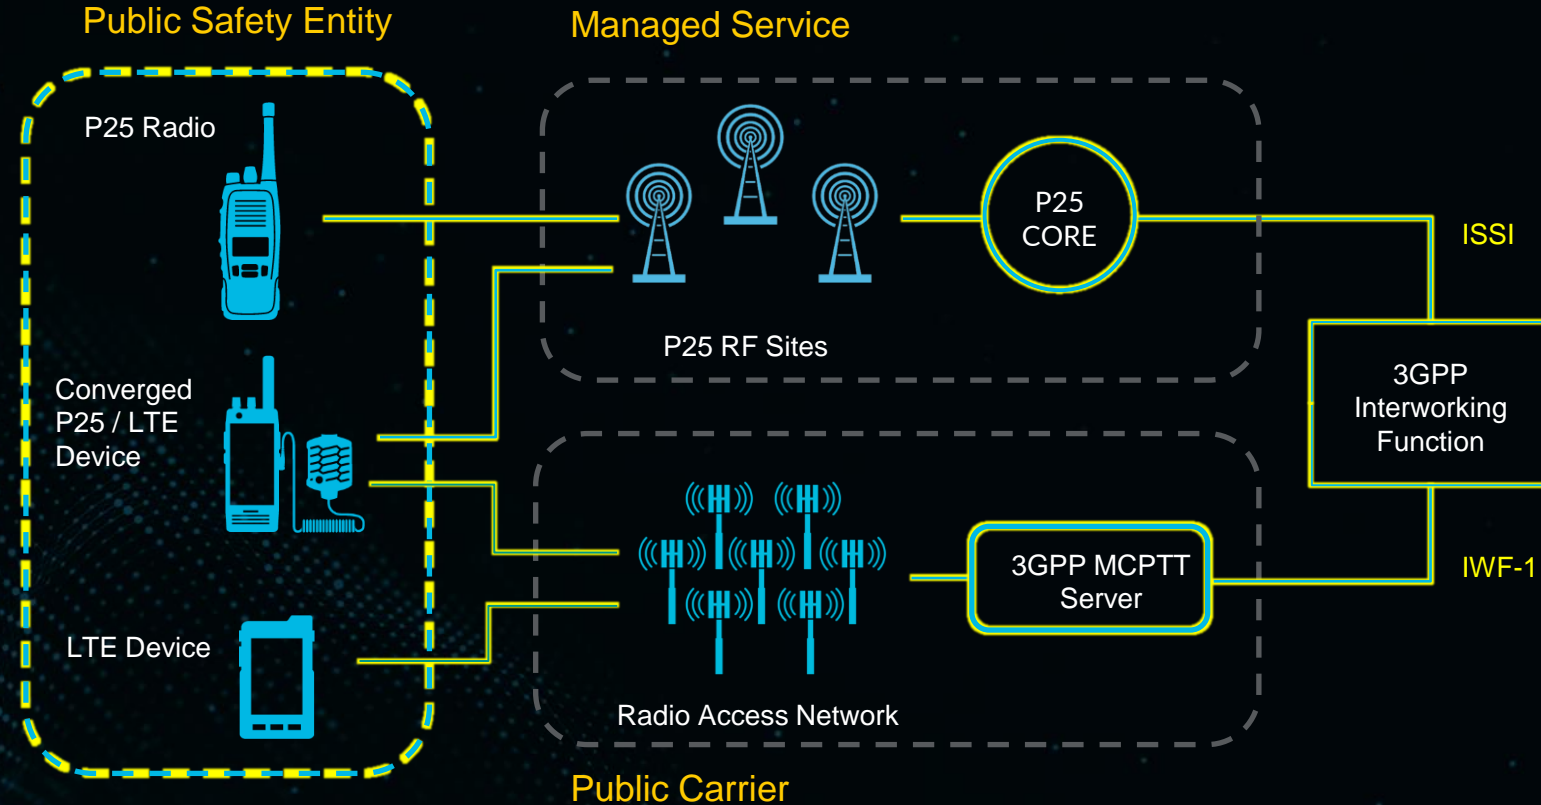 Public Safety Entity
Managed Service
P25 Radio
P25
CORE
ISSI
P25 RF Sites
Converged
P25 / LTE
Device
3GPP
Interworking
Function
3GPP MCPTT
Server
IWF-1
LTE Device
Radio Access Network
Public Carrier